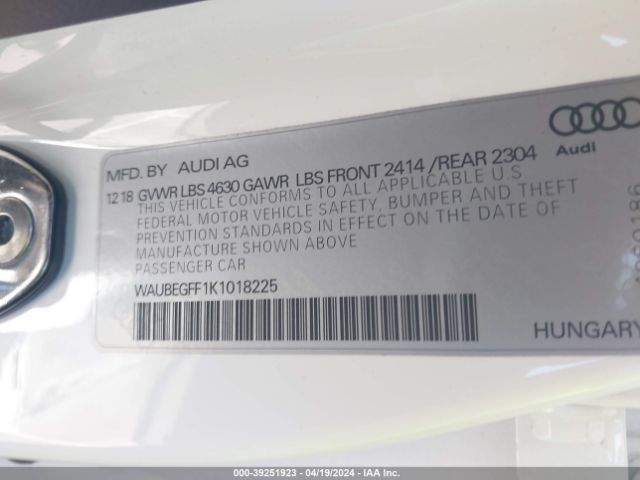 MFD. BY AUDI AG
12 18 GVWR LBS 4630 GAWR LBS FRONT 2414 / REAR 2304
THIS VEHICLE CONFORMS TO ALL APPLICABLE U.S.
FEDERAL MOTOR VEHICLE SAFETY, BUMPER AND THEFT
PREVENTION STANDARDS IN EFFECT ON THE DATE OF
MANUFACTURE SHOWN ABOVE
PASSENGER CAR
WAUBEGFF1K1018225
Audi
HUNGARY
000-39251923 - 04/19/2024 - IAA Inc.